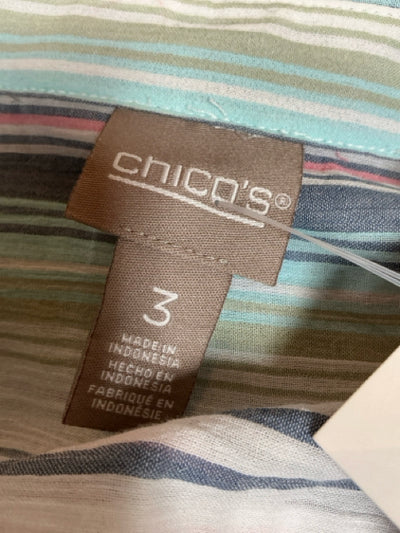 chico's®
3
MADE IN
INDONESIA
HECHO EN
INDONESIA
FABRIQUÉ EN
INDONÉSIE